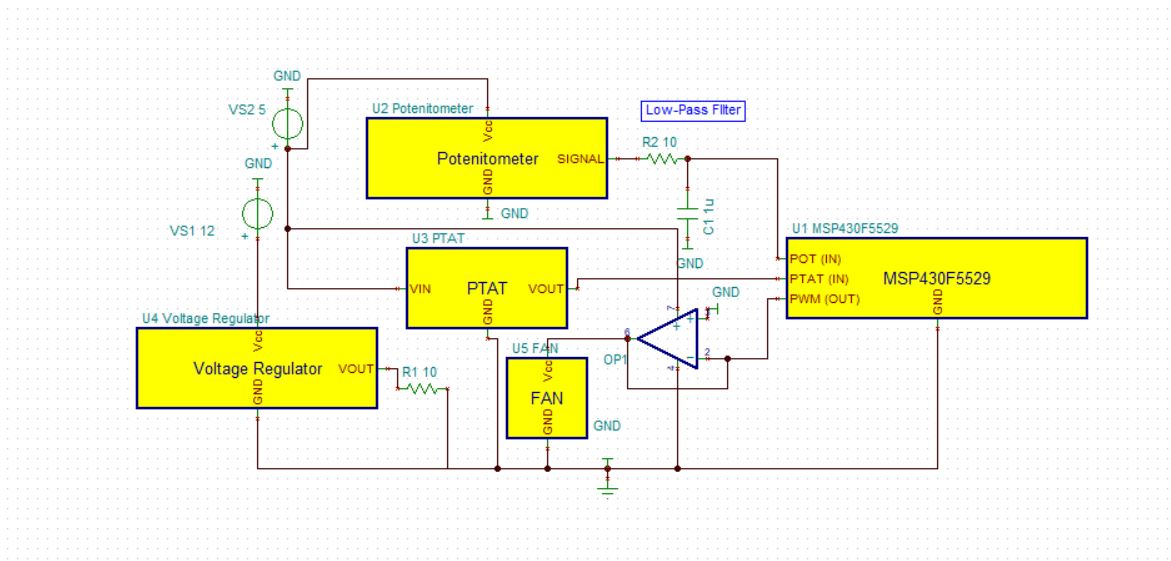 GND
VS2 5
+
U2 Potenitometer
Vcc
Potenitometer
SIGNAL
GND
GND
Low-Pass Filter
R2 10
C1 1u
GND
GND
VS1 12
+
U3 PTAT
VIN
PTAT
VOUT
GND
U1 MSP430F5529
POT (IN)
PTAT (IN)
PWM (OUT)
MSP430F5529
GND
U4 Voltage Regulator
Vcc
Voltage Regulator
VOUT
GND
R1 10
U5 FAN
Vcc
FAN
GND
GND
GND
7
+
+
6
OP1
2
-
4